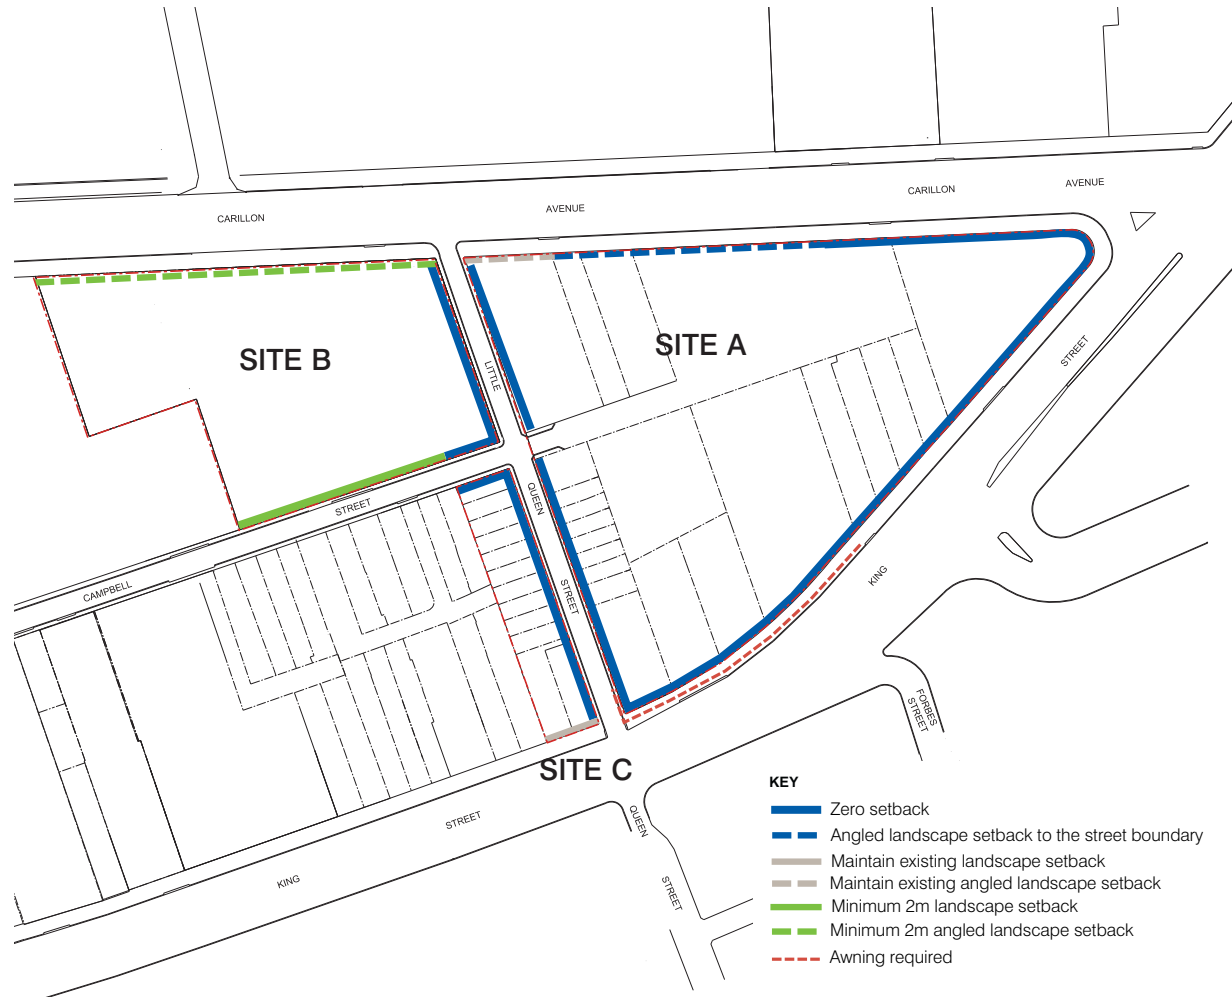 CARILLON
AVENUE
CARILLON
AVENUE
SITE B
LITTLE
SITE A
STREET
QUEEN
STREET
CAMPBELL
STREET
KING
FORBES
STREET
SITE C
KING
STREET
QUEEN
STREET
KEY
Zero setback
Angled landscape setback to the street boundary
Maintain existing landscape setback
Maintain existing angled landscape setback
Minimum 2m landscape setback
Minimum 2m angled landscape setback
Awning required